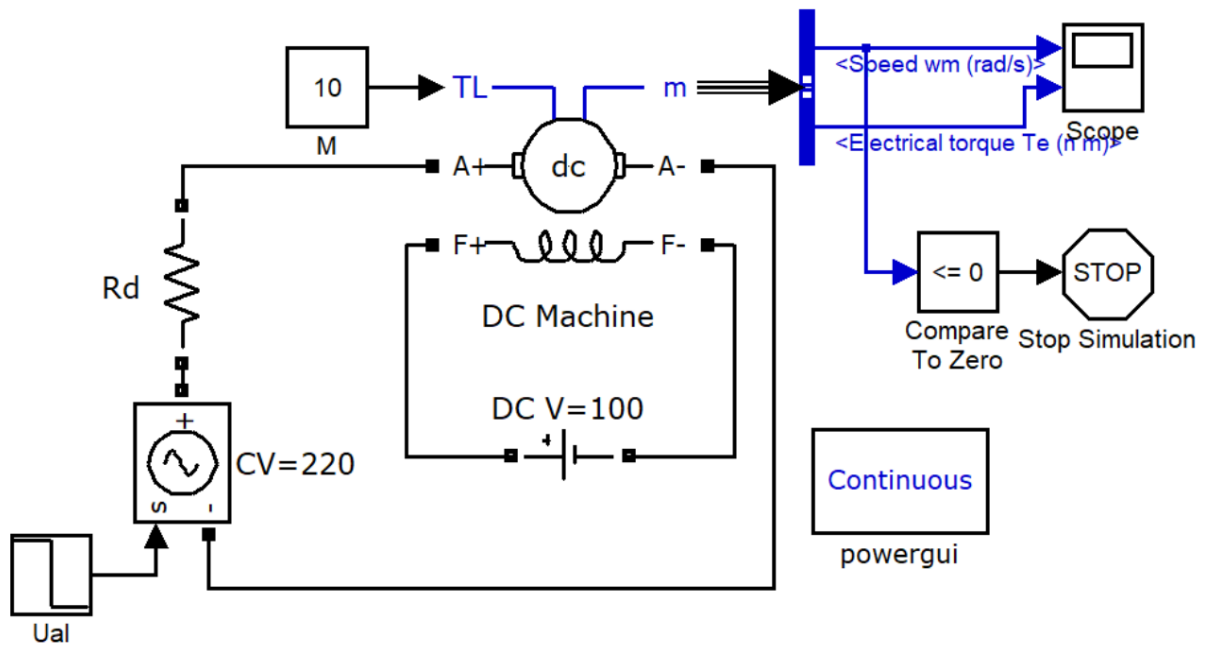 10
M
TL
m
<Speed wm (rad/s)>
Scope
<Electrical torque Te (n m)>
A+
dc
A-
F+
F-
Rd
DC Machine
<= 0
Compare
To Zero
STOP
Stop Simulation
DC V=100
+
+
CV=220
s
-
Continuous
powergui
Ual